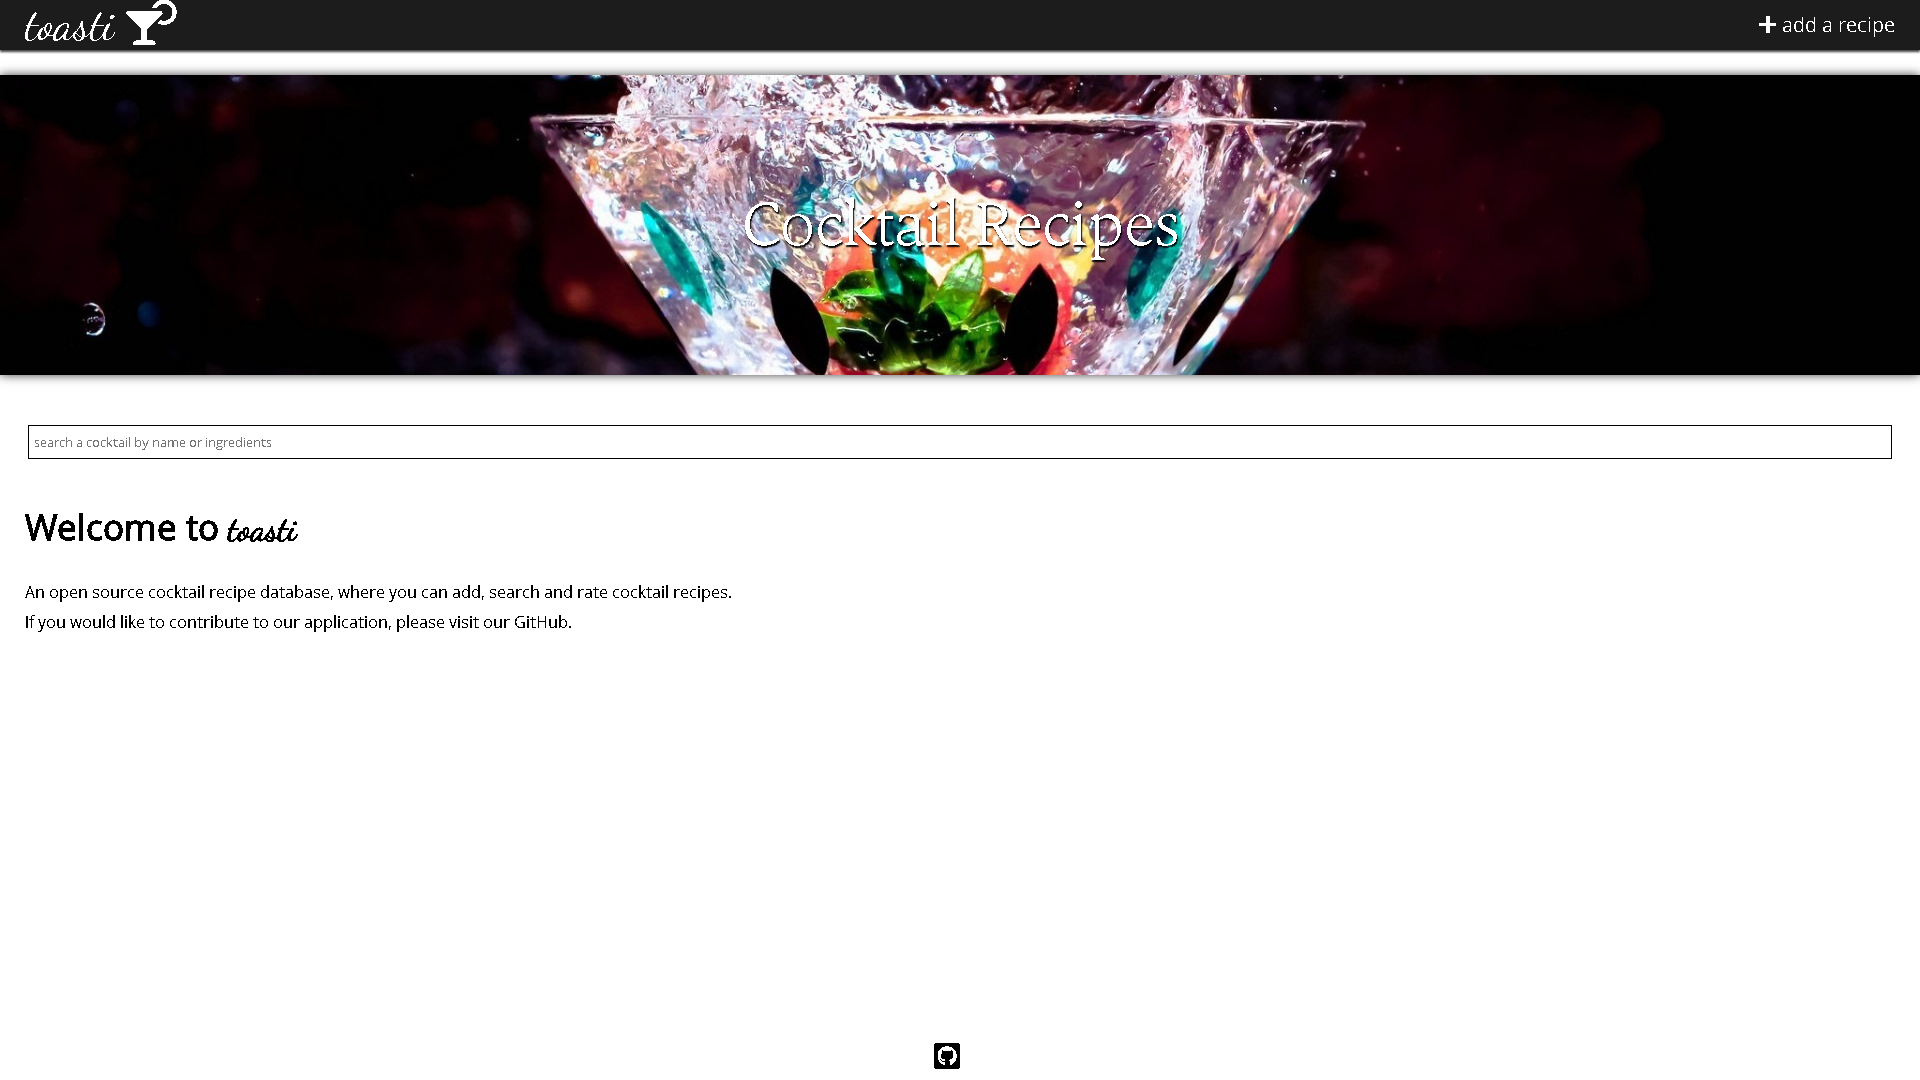 toasti
add a recipe
Cocktail Recipes
search a cocktail by name or ingredients
Welcome to toasti
An open source cocktail recipe database, where you can add, search and rate cocktail recipes.
If you would like to contribute to our application, please visit our GitHub.